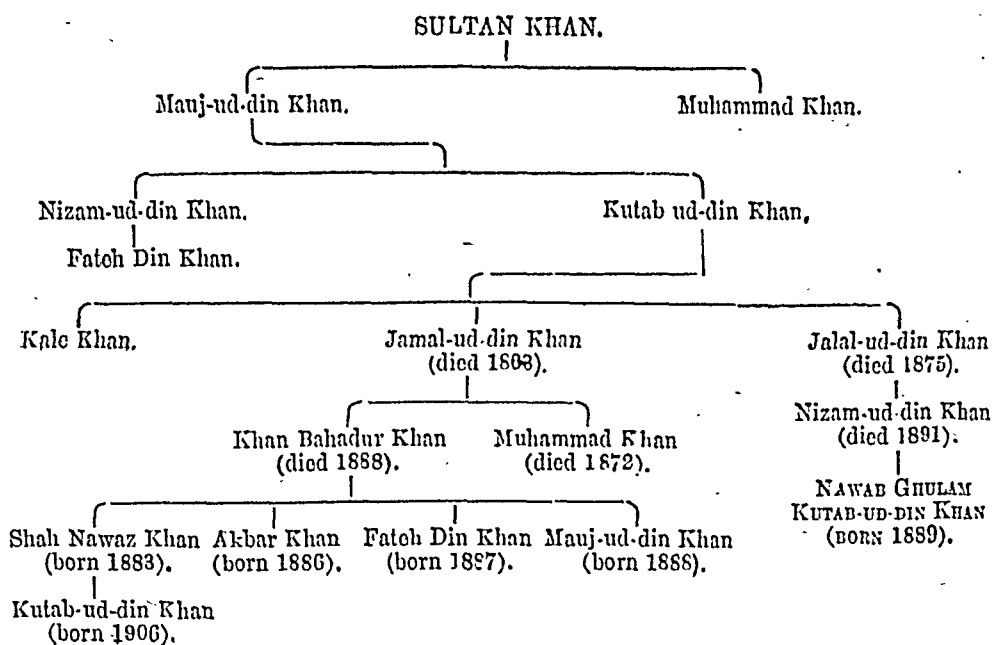 SULTAN KHAN.
Mauj-ud-din Khan. Muhammad Khan.
Nizam-ud-din Khan. Kutab ud-din Khan,
Fateh Din Khan.
Kale Khan. Jamal-ud-din Khan Jalal-ud-din Khan
(died 1863). (died 1875).
Nizam-ud-din Khan
(died 1891).
Khan Bahadur Khan Muhammad Khan
(died 1888). (died 1872).
NAWAB GHULAM
KUTAB-UD-DIN KHAN
(BORN 1889).
Shah Nawaz Khan Akbar Khan Fateh Din Khan Mauj-ud-din Khan
(born 1883). (born 1886). (born 1887). (born 1888).
Kutab-ud-din Khan
(born 1906).